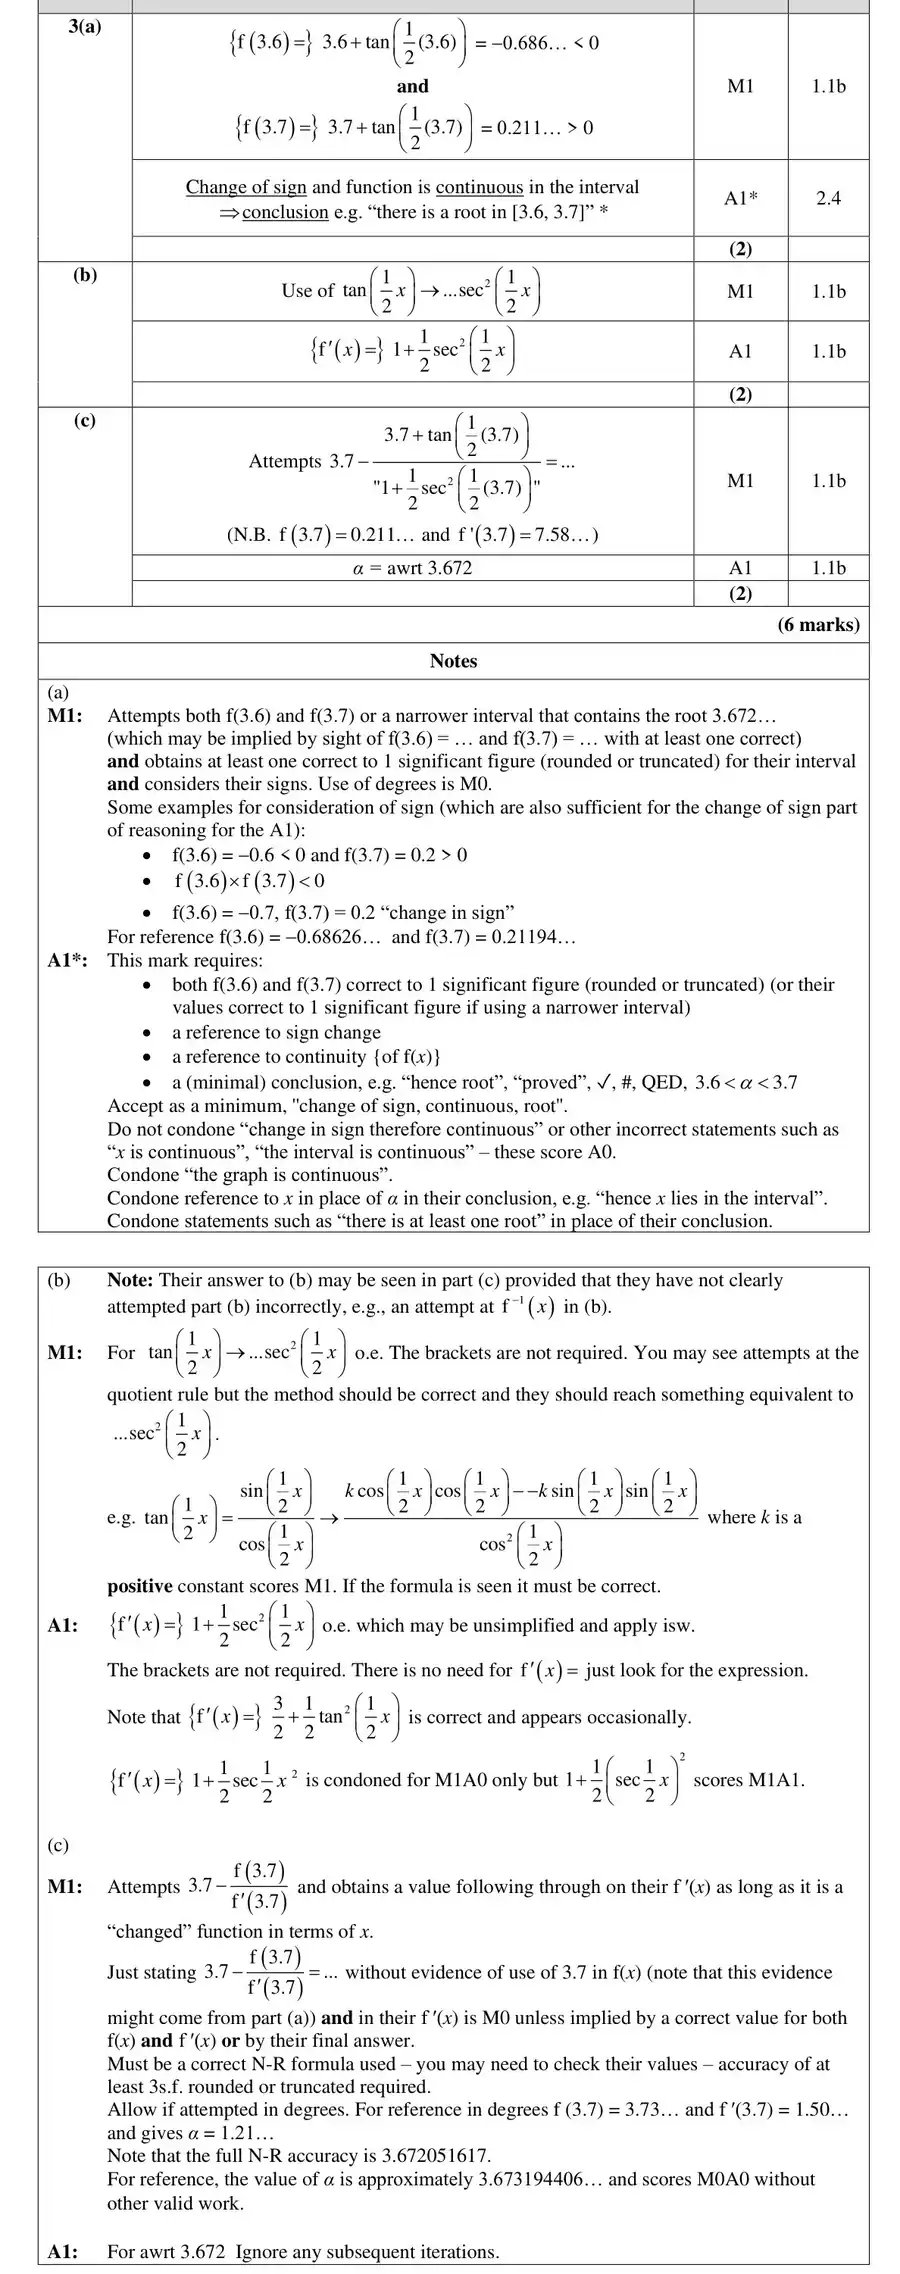 3(a)
{f (3.6) =} 3.6 + tan(1/2 (3.6)) = −0.686… < 0
and
{f (3.7) =} 3.7 + tan(1/2 (3.7)) = 0.211… > 0
M1 1.1b
Change of sign and function is continuous in the interval
⇒ conclusion e.g. “there is a root in [3.6, 3.7]” *
A1* 2.4
(2)
(b)
Use of tan(1/2 x) → ...sec²(1/2 x)
M1 1.1b
{f ′(x) =} 1 + 1/2 sec²(1/2 x)
A1 1.1b
(2)
(c)
Attempts 3.7 − (3.7 + tan(1/2 (3.7))) / ("1 + 1/2 sec²(1/2 (3.7))") = ...
(N.B. f (3.7) = 0.211… and f '(3.7) = 7.58…)
M1 1.1b
α = awrt 3.672 A1 1.1b
(2)
(6 marks)
Notes
(a)
M1: Attempts both f(3.6) and f(3.7) or a narrower interval that contains the root 3.672…
(which may be implied by sight of f(3.6) = … and f(3.7) = … with at least one correct)
and obtains at least one correct to 1 significant figure (rounded or truncated) for their interval
and considers their signs. Use of degrees is M0.
Some examples for consideration of sign (which are also sufficient for the change of sign part
of reasoning for the A1):
• f(3.6) = −0.6 < 0 and f(3.7) = 0.2 > 0
• f (3.6) × f (3.7) < 0
• f(3.6) = −0.7, f(3.7) = 0.2 “change in sign”
For reference f(3.6) = −0.68626… and f(3.7) = 0.21194…
A1*: This mark requires:
• both f(3.6) and f(3.7) correct to 1 significant figure (rounded or truncated) (or their
values correct to 1 significant figure if using a narrower interval)
• a reference to sign change
• a reference to continuity {of f(x)}
• a (minimal) conclusion, e.g. “hence root”, “proved”, ✓, #, QED, 3.6 < α < 3.7
Accept as a minimum, "change of sign, continuous, root".
Do not condone “change in sign therefore continuous” or other incorrect statements such as
“x is continuous”, “the interval is continuous” – these score A0.
Condone “the graph is continuous”.
Condone reference to x in place of α in their conclusion, e.g. “hence x lies in the interval”.
Condone statements such as “there is at least one root” in place of their conclusion.
(b) Note: Their answer to (b) may be seen in part (c) provided that they have not clearly
attempted part (b) incorrectly, e.g., an attempt at f ⁻¹(x) in (b).
M1: For tan(1/2 x) → ...sec²(1/2 x) o.e. The brackets are not required. You may see attempts at the
quotient rule but the method should be correct and they should reach something equivalent to
...sec²(1/2 x).
e.g. tan(1/2 x) = sin(1/2 x) / cos(1/2 x) → (k cos(1/2 x) cos(1/2 x) − −k sin(1/2 x) sin(1/2 x)) / cos²(1/2 x) where k is a
positive constant scores M1. If the formula is seen it must be correct.
A1: {f ′(x) =} 1 + 1/2 sec²(1/2 x) o.e. which may be unsimplified and apply isw.
The brackets are not required. There is no need for f ′(x) = just look for the expression.
Note that {f ′(x) =} 3/2 + 1/2 tan²(1/2 x) is correct and appears occasionally.
{f ′(x) =} 1 + 1/2 sec 1/2 x ² is condoned for M1A0 only but 1 + 1/2 (sec 1/2 x)² scores M1A1.
(c)
M1: Attempts 3.7 − f (3.7) / f ′(3.7) and obtains a value following through on their f ′(x) as long as it is a
“changed” function in terms of x.
Just stating 3.7 − f (3.7) / f ′(3.7) = ... without evidence of use of 3.7 in f(x) (note that this evidence
might come from part (a)) and in their f ′(x) is M0 unless implied by a correct value for both
f(x) and f ′(x) or by their final answer.
Must be a correct N-R formula used – you may need to check their values – accuracy of at
least 3s.f. rounded or truncated required.
Allow if attempted in degrees. For reference in degrees f (3.7) = 3.73… and f ′(3.7) = 1.50…
and gives α = 1.21…
Note that the full N-R accuracy is 3.672051617.
For reference, the value of α is approximately 3.673194406… and scores M0A0 without
other valid work.
A1: For awrt 3.672 Ignore any subsequent iterations.